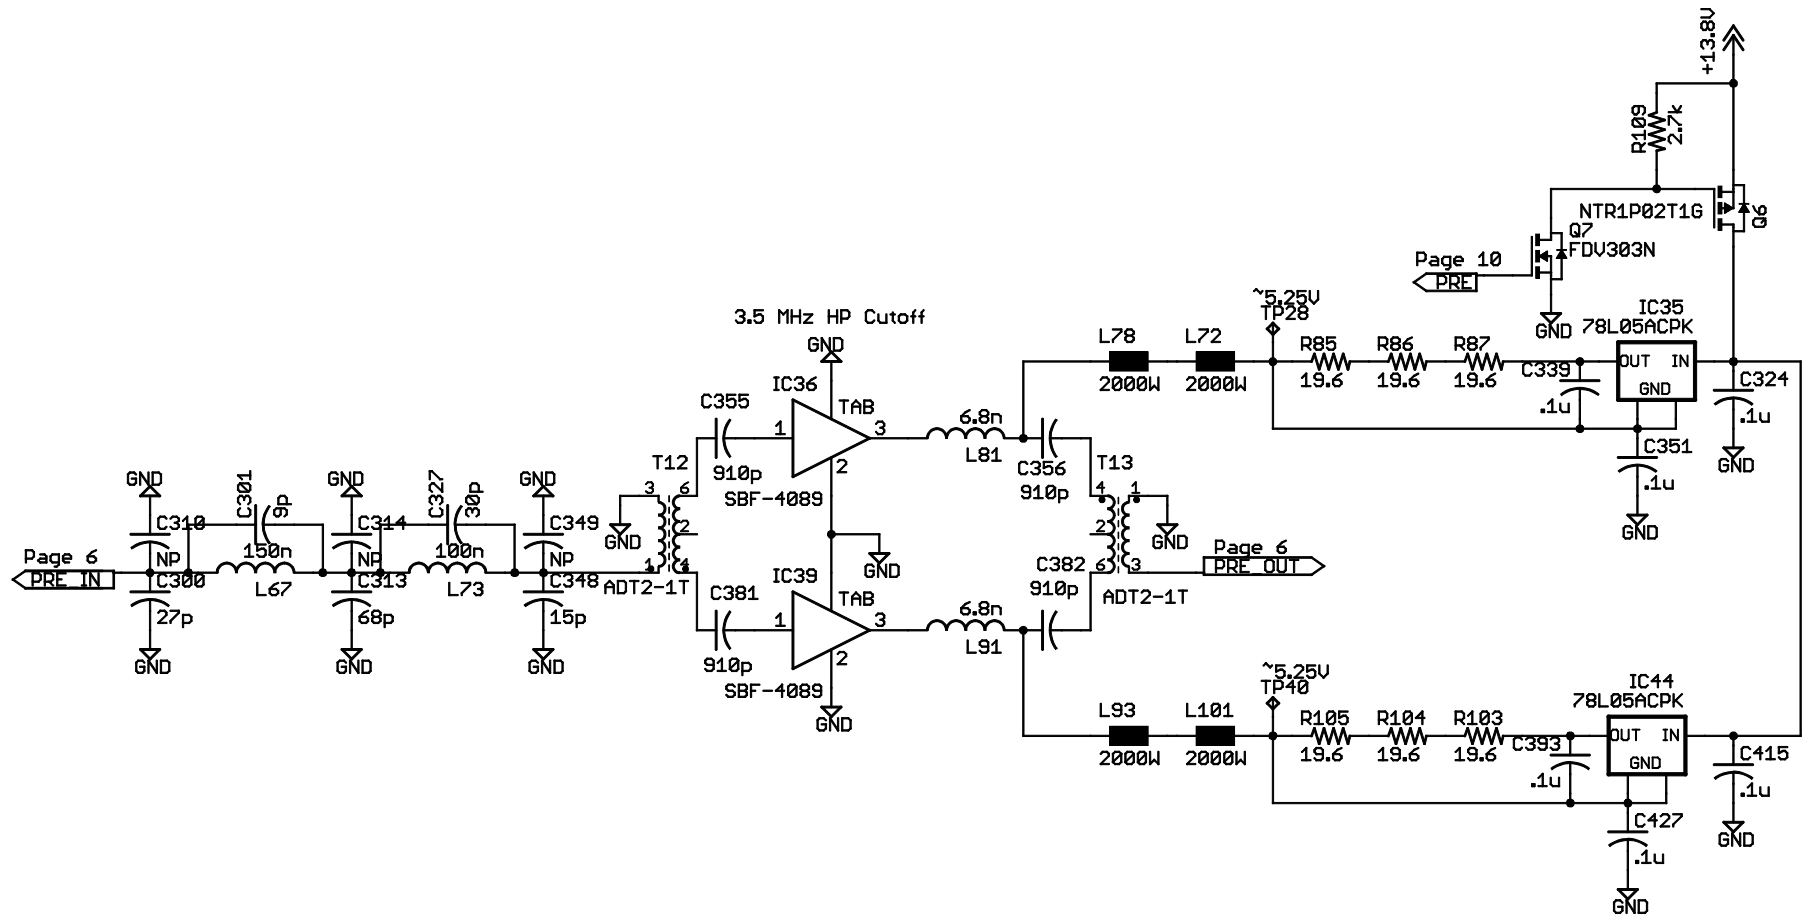 +13.8V
R109
2.7k
NTR1P02T1G
Q6
Q7
FDV303N
Page 10
PRE
GND
3.5 MHz HP Cutoff
GND
~5.25V
TP28
IC35
78L05ACPK
L78
L72
R85
R86
R87
OUT IN
GND
2000W
2000W
19.6
19.6
19.6
C339
.1u
C324
.1u
GND
C351
.1u
GND
IC36
TAB
C355
1
3
2
910p
SBF-4089
6.8n
L81
C356
910p
T12
3
6
2
1
4
GND
ADT2-1T
T13
4
1
2
6
3
GND
ADT2-1T
Page 6
PRE_OUT
GND
C301
9p
GND
C327
30p
GND
C310
NP
C314
NP
C349
NP
150n
L67
100n
L73
Page 6
PRE_IN
C300
27p
C313
68p
C348
15p
GND
GND
GND
GND
IC39
TAB
C381
1
3
2
910p
SBF-4089
GND
6.8n
L91
C382
910p
~5.25V
TP40
IC44
78L05ACPK
L93
L101
R105
R104
R103
OUT IN
GND
2000W
2000W
19.6
19.6
19.6
C393
.1u
C415
.1u
GND
C427
.1u
GND